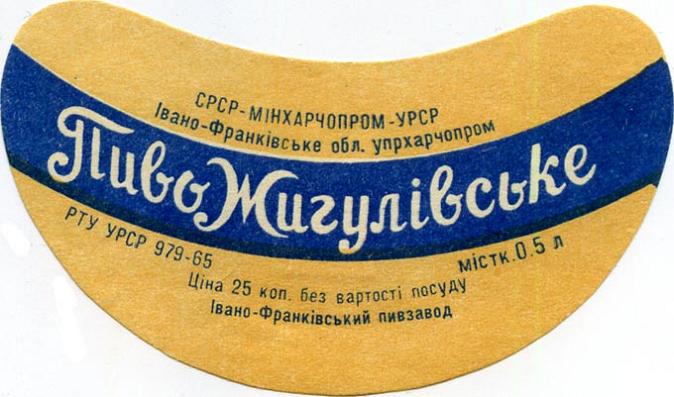 СРСР-МІНХАРЧОПРОМ-УРСР
Івано-Франківське обл. упрхарчопром
Пиво Жигулівське
РТУ УРСР 979-65
містк. 0.5 л
Ціна 25 коп. без вартості посуду
Івано-Франківський пивзавод